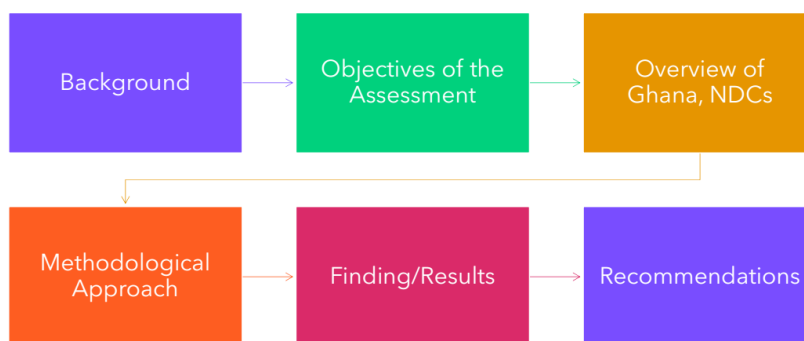 Background
Objectives of the
Assessment
Overview of
Ghana, NDCs
Methodological
Approach
Finding/Results
Recommendations